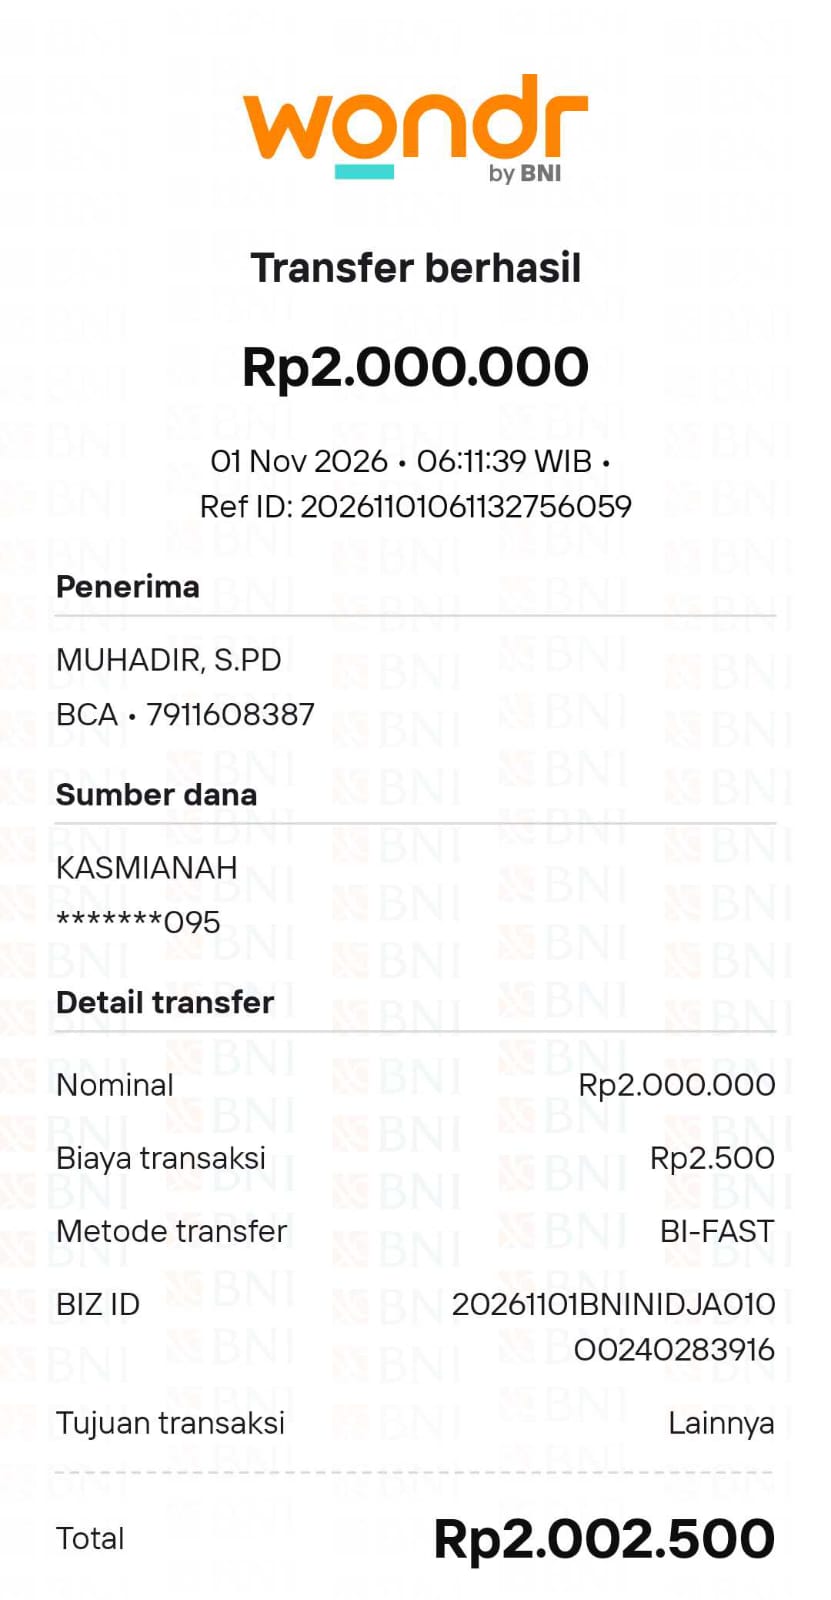 wondr
by BNI
Transfer berhasil
Rp2.000.000
01 Nov 2026 • 06:11:39 WIB •
Ref ID: 20261101061132756059
Penerima
MUHADIR, S.PD
BCA • 7911608387
Sumber dana
KASMIANAH
*******095
Detail transfer
Nominal Rp2.000.000
Biaya transaksi Rp2.500
Metode transfer BI-FAST
BIZ ID 20261101BNINIDJA010
00240283916
Tujuan transaksi Lainnya
Total Rp2.002.500